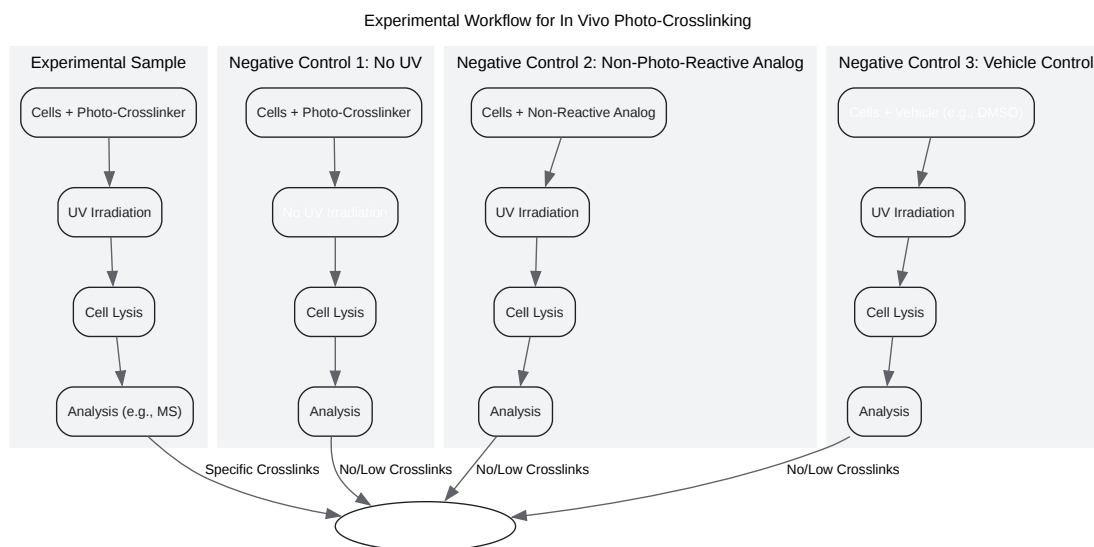 Experimental Workflow for In Vivo Photo-Crosslinking
Experimental Sample
Negative Control 1: No UV
Negative Control 2: Non-Photo-Reactive Analog
Negative Control 3: Vehicle Control
Cells + Photo-Crosslinker
Cells + Photo-Crosslinker
Cells + Non-Reactive Analog
Cells + Vehicle (e.g., DMSO)
UV Irradiation
No UV Irradiation
UV Irradiation
UV Irradiation
Cell Lysis
Cell Lysis
Cell Lysis
Cell Lysis
Analysis (e.g., MS)
Analysis
Analysis
Analysis
Specific Crosslinks
No/Low Crosslinks
No/Low Crosslinks
No/Low Crosslinks